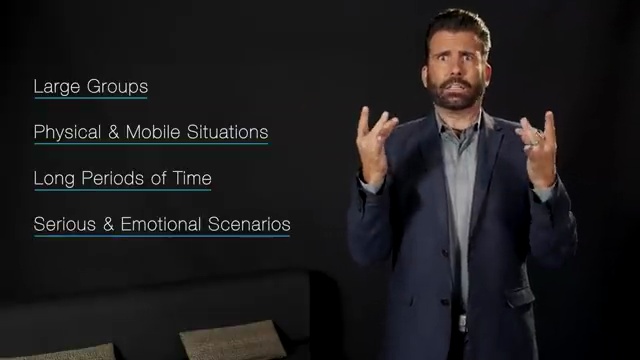 Large Groups
Physical & Mobile Situations
Long Periods of Time
Serious & Emotional Scenarios